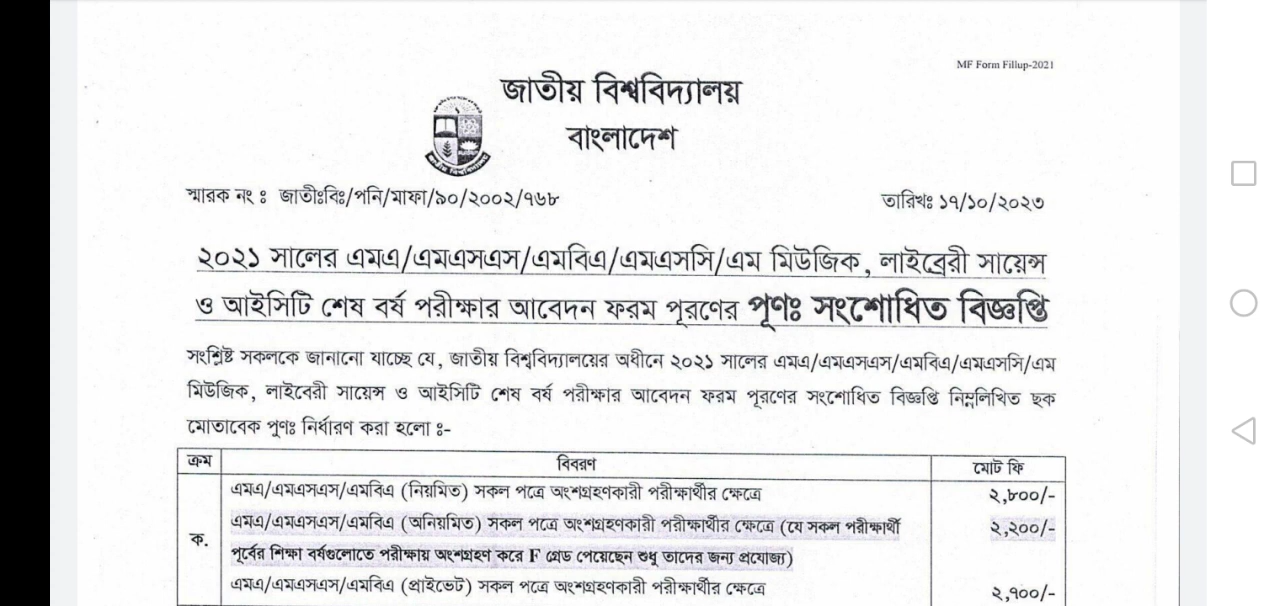 MF Form Fillup-2021
জাতীয় বিশ্ববিদ্যালয়
বাংলাদেশ
স্মারক নং ঃ জাতীঃবিঃ/পনি/মাফা/৯০/২০০২/৭৬৮
তারিখঃ ১৭/১০/২০২৩
২০২১ সালের এমএ/এমএসএস/এমবিএ/এমএসসি/এম মিউজিক, লাইব্রেরী সায়েন্স
ও আইসিটি শেষ বর্ষ পরীক্ষার আবেদন ফরম পূরণের পূণঃ সংশোধিত বিজ্ঞপ্তি
সংশ্লিষ্ট সকলকে জানানো যাচ্ছে যে, জাতীয় বিশ্ববিদ্যালয়ের অধীনে ২০২১ সালের এমএ/এমএসএস/এমবিএ/এমএসসি/এম
মিউজিক, লাইবেরী সায়েন্স ও আইসিটি শেষ বর্ষ পরীক্ষার আবেদন ফরম পূরণের সংশোধিত বিজ্ঞপ্তি নিম্নলিখিত ছক
মোতাবেক পুণঃ নির্ধারণ করা হলো ঃ-
ক্রম বিবরণ মোট ফি
এমএ/এমএসএস/এমবিএ (নিয়মিত) সকল পত্রে অংশগ্রহণকারী পরীক্ষার্থীর ক্ষেত্রে ২,৮০০/-
এমএ/এমএসএস/এমবিএ (অনিয়মিত) সকল পত্রে অংশগ্রহণকারী পরীক্ষার্থীর ক্ষেত্রে (যে সকল পরীক্ষার্থী ২,২০০/-
ক.
পূর্বের শিক্ষা বর্ষগুলোতে পরীক্ষায় অংশগ্রহণ করে F গ্রেড পেয়েছেন শুধু তাদের জন্য প্রযোজ্য)
এমএ/এমএসএস/এমবিএ (প্রাইভেট) সকল পত্রে অংশগ্রহণকারী পরীক্ষার্থীর ক্ষেত্রে ২,৭০০/-